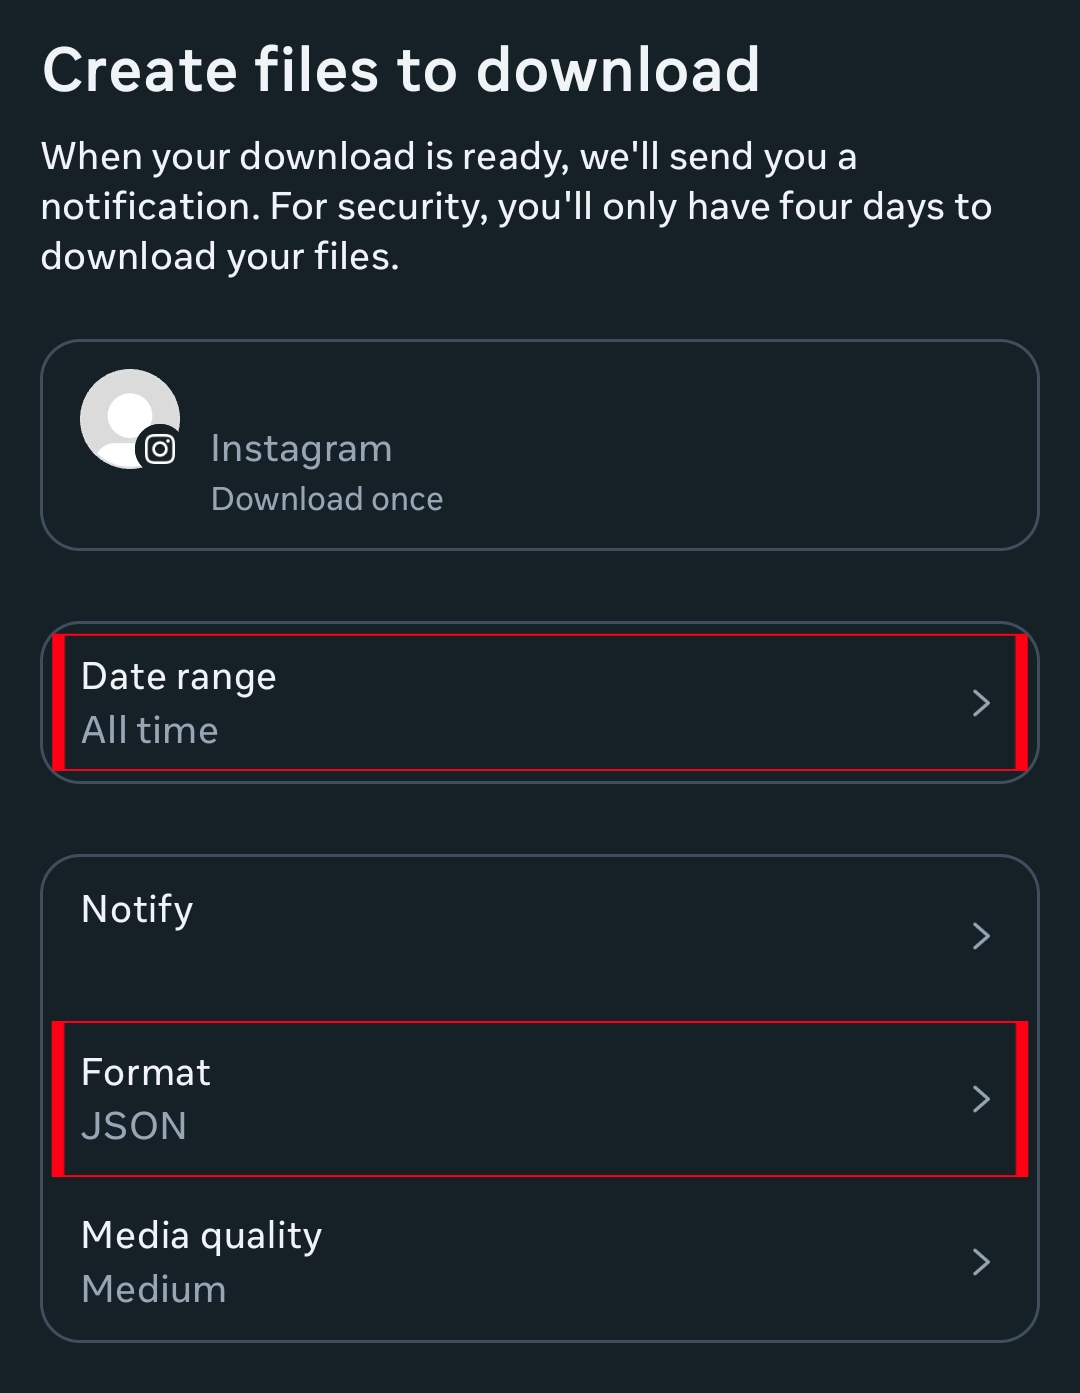 Create files to download
When your download is ready, we'll send you a
notification. For security, you'll only have four days to
download your files.
Instagram
Download once
Date range
All time
Notify
Format
JSON
Media quality
Medium